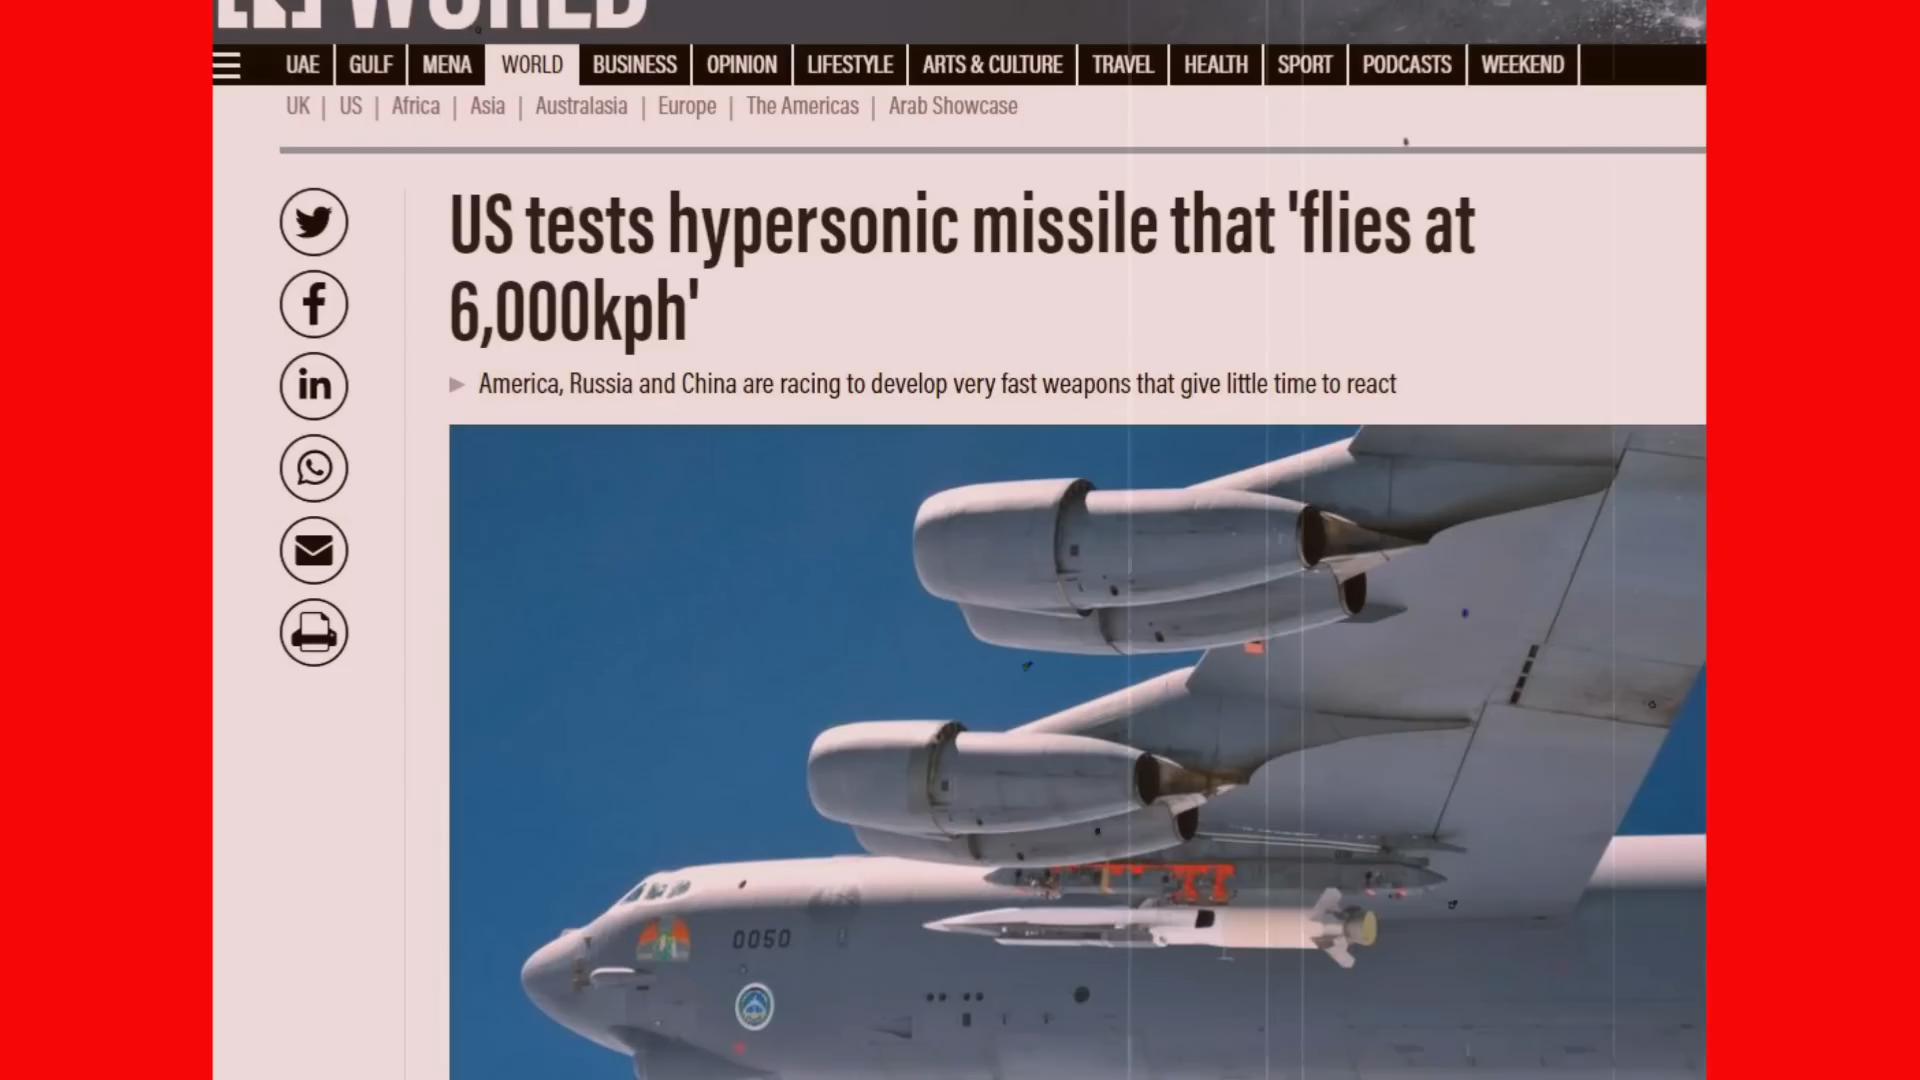 WORLD
UAE GULF MENA WORLD BUSINESS OPINION LIFESTYLE ARTS & CULTURE TRAVEL HEALTH SPORT PODCASTS WEEKEND
UK | US | Africa | Asia | Australasia | Europe | The Americas | Arab Showcase
US tests hypersonic missile that 'flies at
6,000kph'
America, Russia and China are racing to develop very fast weapons that give little time to react
0050